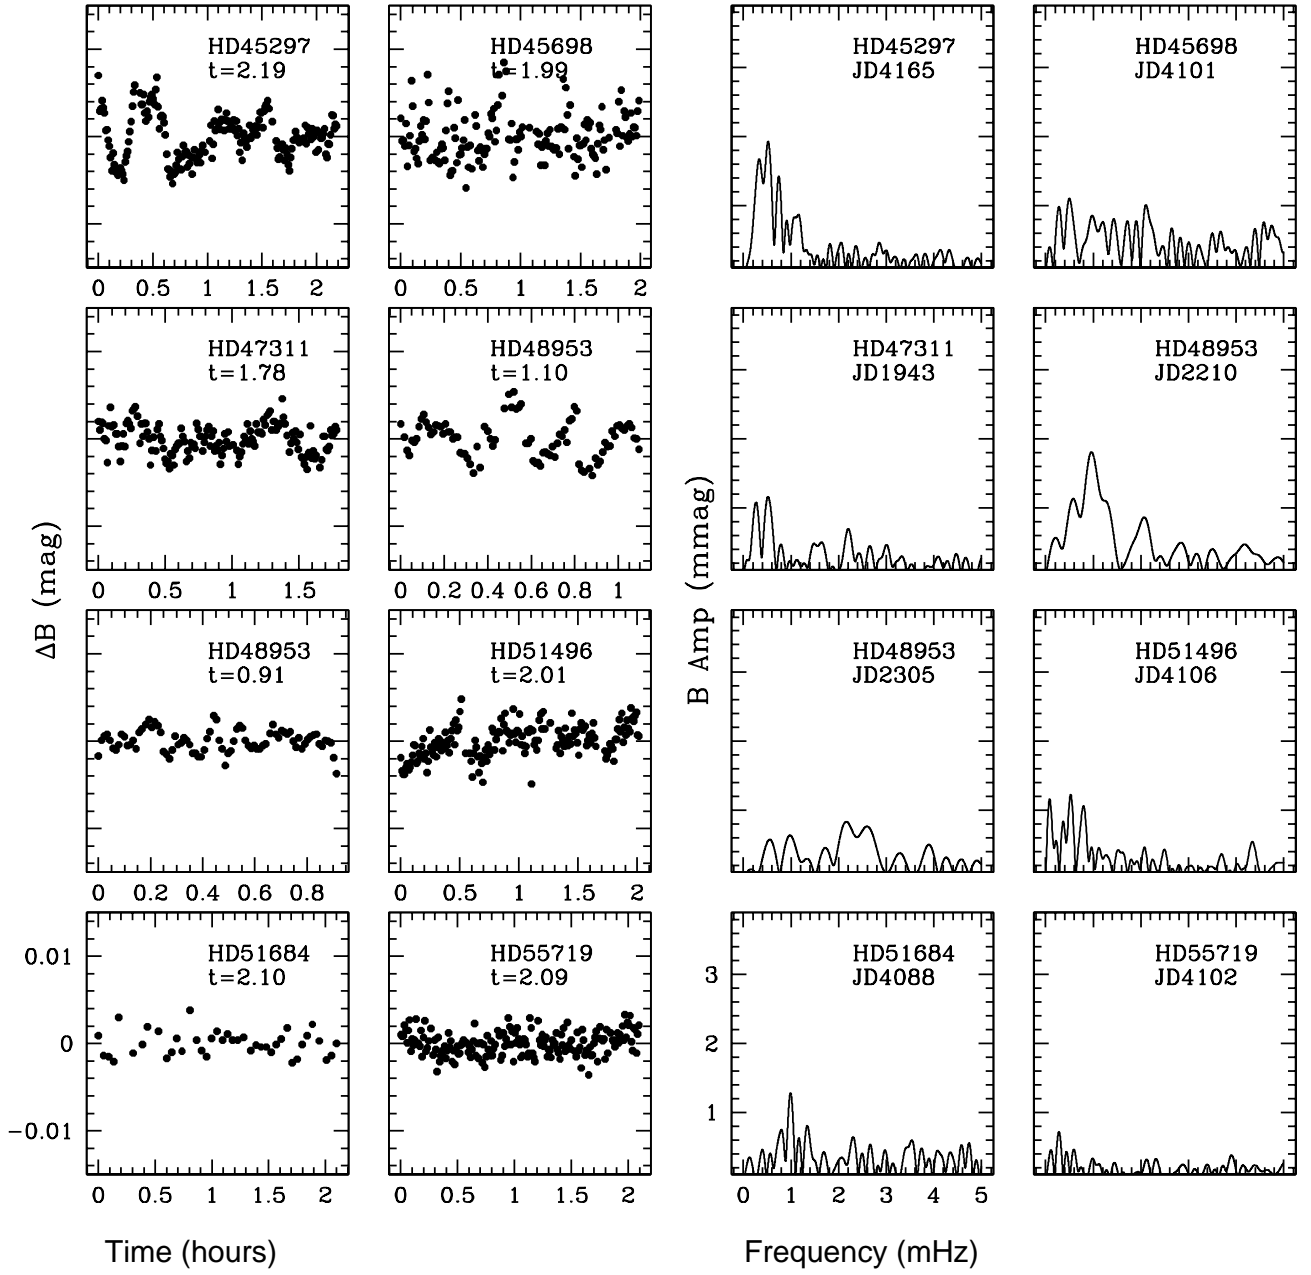 HD45297
t=2.19
HD45698
t=1.99
HD45297
JD4165
HD45698
JD4101
0 0.5 1 1.5 2
0 0.5 1 1.5 2
HD47311
t=1.78
HD48953
t=1.10
HD47311
JD1943
HD48953
JD2210
0 0.5 1 1.5
0 0.2 0.4 0.6 0.8 1
HD48953
t=0.91
HD51496
t=2.01
HD48953
JD2305
HD51496
JD4106
0 0.2 0.4 0.6 0.8
0 0.5 1 1.5 2
HD51684
t=2.10
HD55719
t=2.09
HD51684
JD4088
HD55719
JD4102
0.01
0
−0.01
3
2
1
0 0.5 1 1.5 2
0 0.5 1 1.5 2
0 1 2 3 4 5
ΔB (mag)
B Amp (mmag)
Time (hours)
Frequency (mHz)